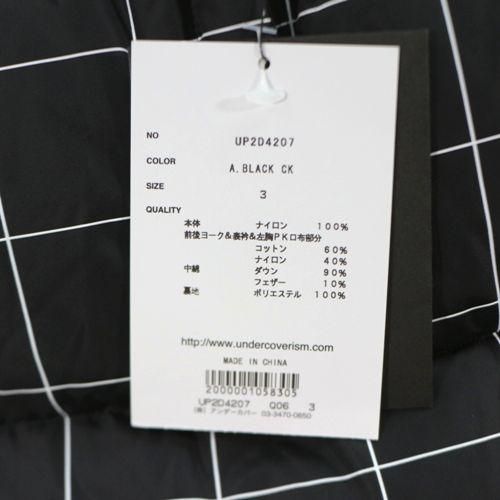 NO UP2D4207
COLOR A.BLACK CK
SIZE 3
QUALITY
本体 ナイロン 100%
前後ヨーク&表衿&左胸PK口布部分
コットン 60%
ナイロン 40%
中綿 ダウン 90%
フェザー 10%
裏地 ポリエステル 100%
http://www.undercoverism.com/
MADE IN CHINA
2000001058305
UP2D4207 Q06 3
(株) アンダーカバー 03-3470-0650